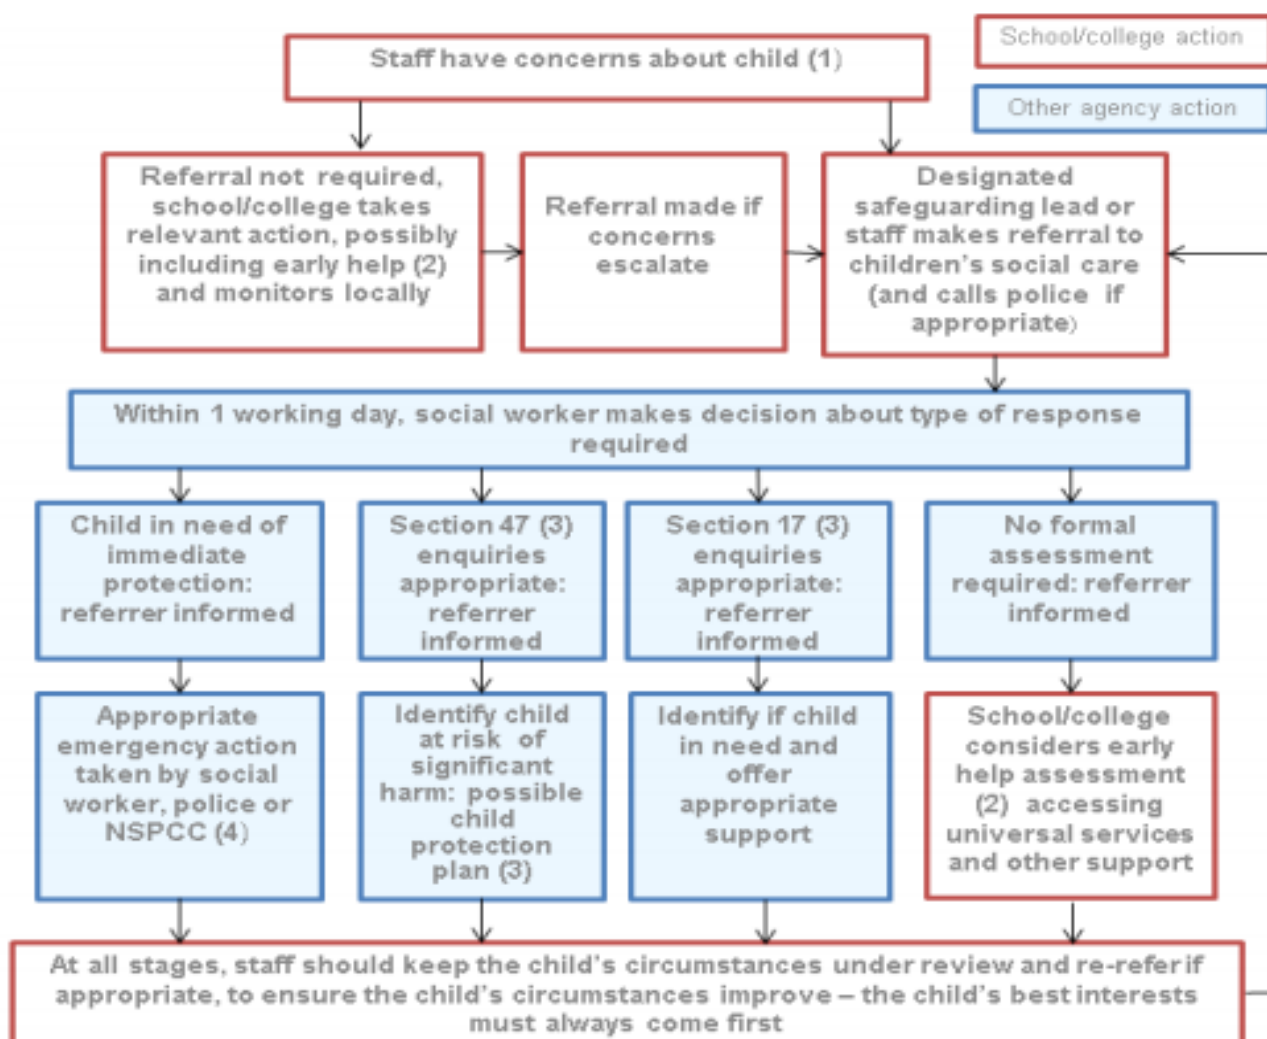 School/college action
Staff have concerns about child (1)
Other agency action
Referral not required,
school/college takes
relevant action, possibly
including early help (2)
and monitors locally
Referral made if
concerns
escalate
Designated
safeguarding lead or
staff makes referral to
children's social care
(and calls police if
appropriate)
Within 1 working day, social worker makes decision about type of response
required
Child in need of
immediate
protection:
referrer informed
Section 47 (3)
enquiries
appropriate:
referrer
informed
Section 17 (3)
enquiries
appropriate:
referrer
informed
No formal
assessment
required: referrer
informed
Appropriate
emergency action
taken by social
worker, police or
NSPCC (4)
Identify child
at risk of
significant
harm: possible
child
protection
plan (3)
Identify if child
in need and
offer
appropriate
support
School/college
considers early
help assessment
(2) accessing
universal services
and other support
At all stages, staff should keep the child's circumstances under review and re-refer if
appropriate, to ensure the child's circumstances improve – the child's best interests
must always come first